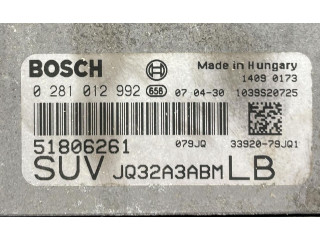 BOSCH Made in Hungary
1409 0173
0 281 012 992 656 07-04-30 1039S20725
51806261 079JQ 33920-79JQ1
SUV JQ32A3ABM LB